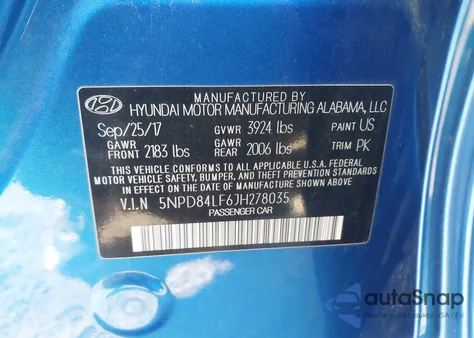 MANUFACTURED BY
HYUNDAI MOTOR MANUFACTURING ALABAMA, LLC
Sep/25/17 GVWR 3924 lbs PAINT US
GAWR FRONT 2183 lbs GAWR REAR 2006 lbs TRIM PK
THIS VEHICLE CONFORMS TO ALL APPLICABLE U.S.A. FEDERAL
MOTOR VEHICLE SAFETY, BUMPER, AND THEFT PREVENTION
STANDARDS IN EFFECT ON THE DATE OF MANUFACTURE
SHOWN ABOVE.
V.I.N 5NPD84LF6JH278035
PASSENGER CAR
autoSnap